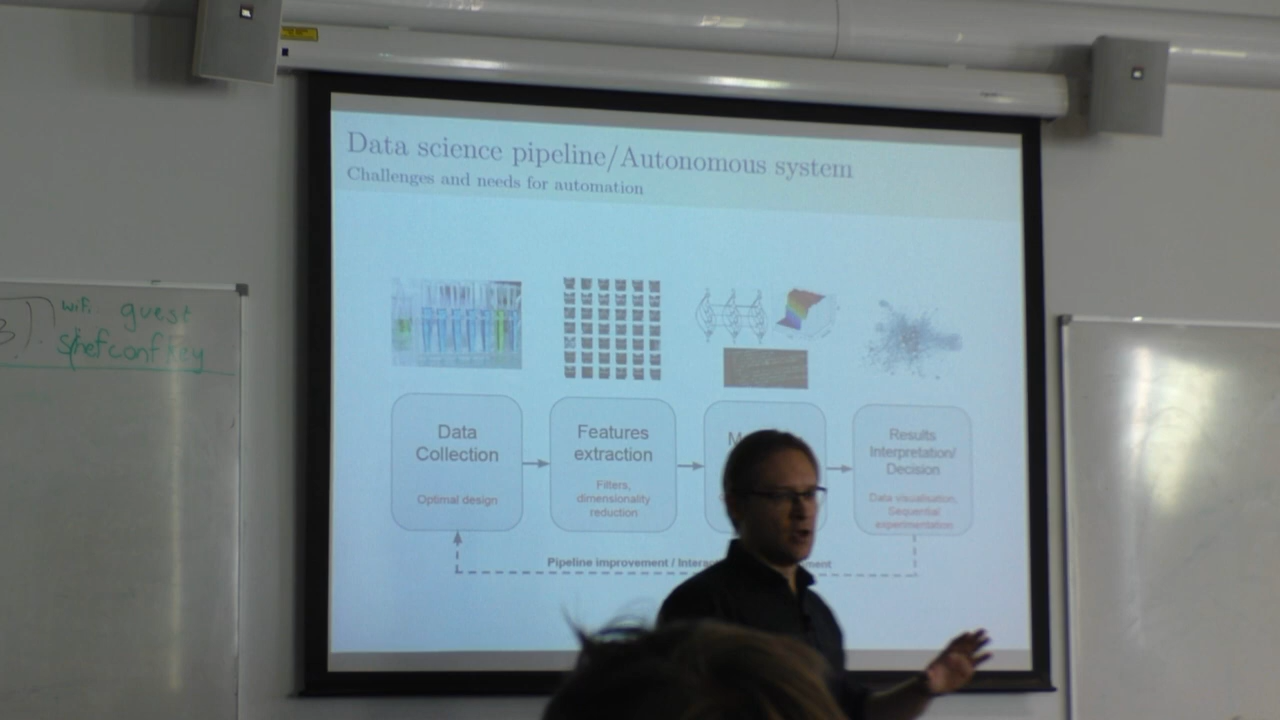 Data science pipeline/Autonomous system
Challenges and needs for automation
wifi guest
Shefconfkey
Data
Collection
Optimal design
Features
extraction
Filters,
dimensionality
reduction
Results
Interpretation/
Decision
Data visualisation,
Sequential
experimentation
Pipeline improvement /